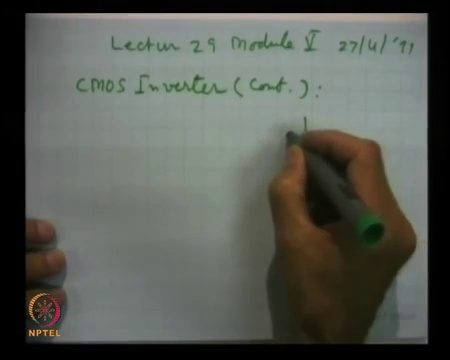 Lectur 29 Module V 27/4/'11
CMOS Inverter (Cont.) :
NPTEL